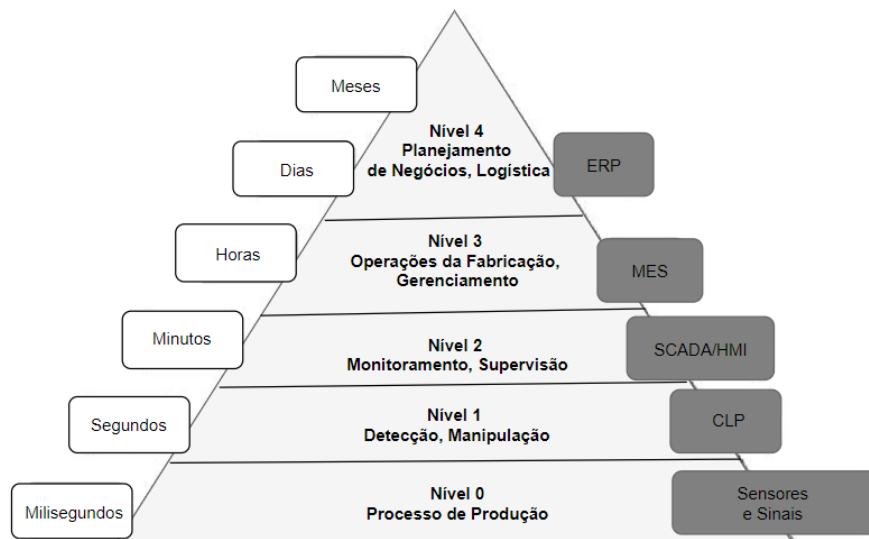 Meses
Nível 4
Planejamento
de Negócios, Logística
Dias
ERP
Nível 3
Operações da Fabricação,
Gerenciamento
Horas
MES
Minutos
Nível 2
Monitoramento, Supervisão
SCADA/HMI
Segundos
Nível 1
Detecção, Manipulação
CLP
Milisegundos
Nível 0
Processo de Produção
Sensores
e Sinais